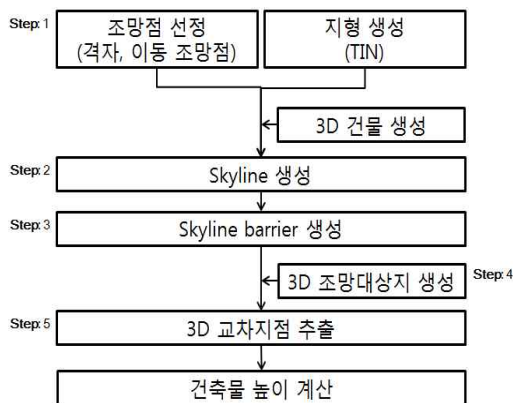 Step: 1
조망점 선정
(격자, 이동 조망점)
지형 생성
(TIN)
3D 건물 생성
Step: 2
Skyline 생성
Step: 3
Skyline barrier 생성
3D 조망대상지 생성
Step: 4
Step: 5
3D 교차지점 추출
건축물 높이 계산